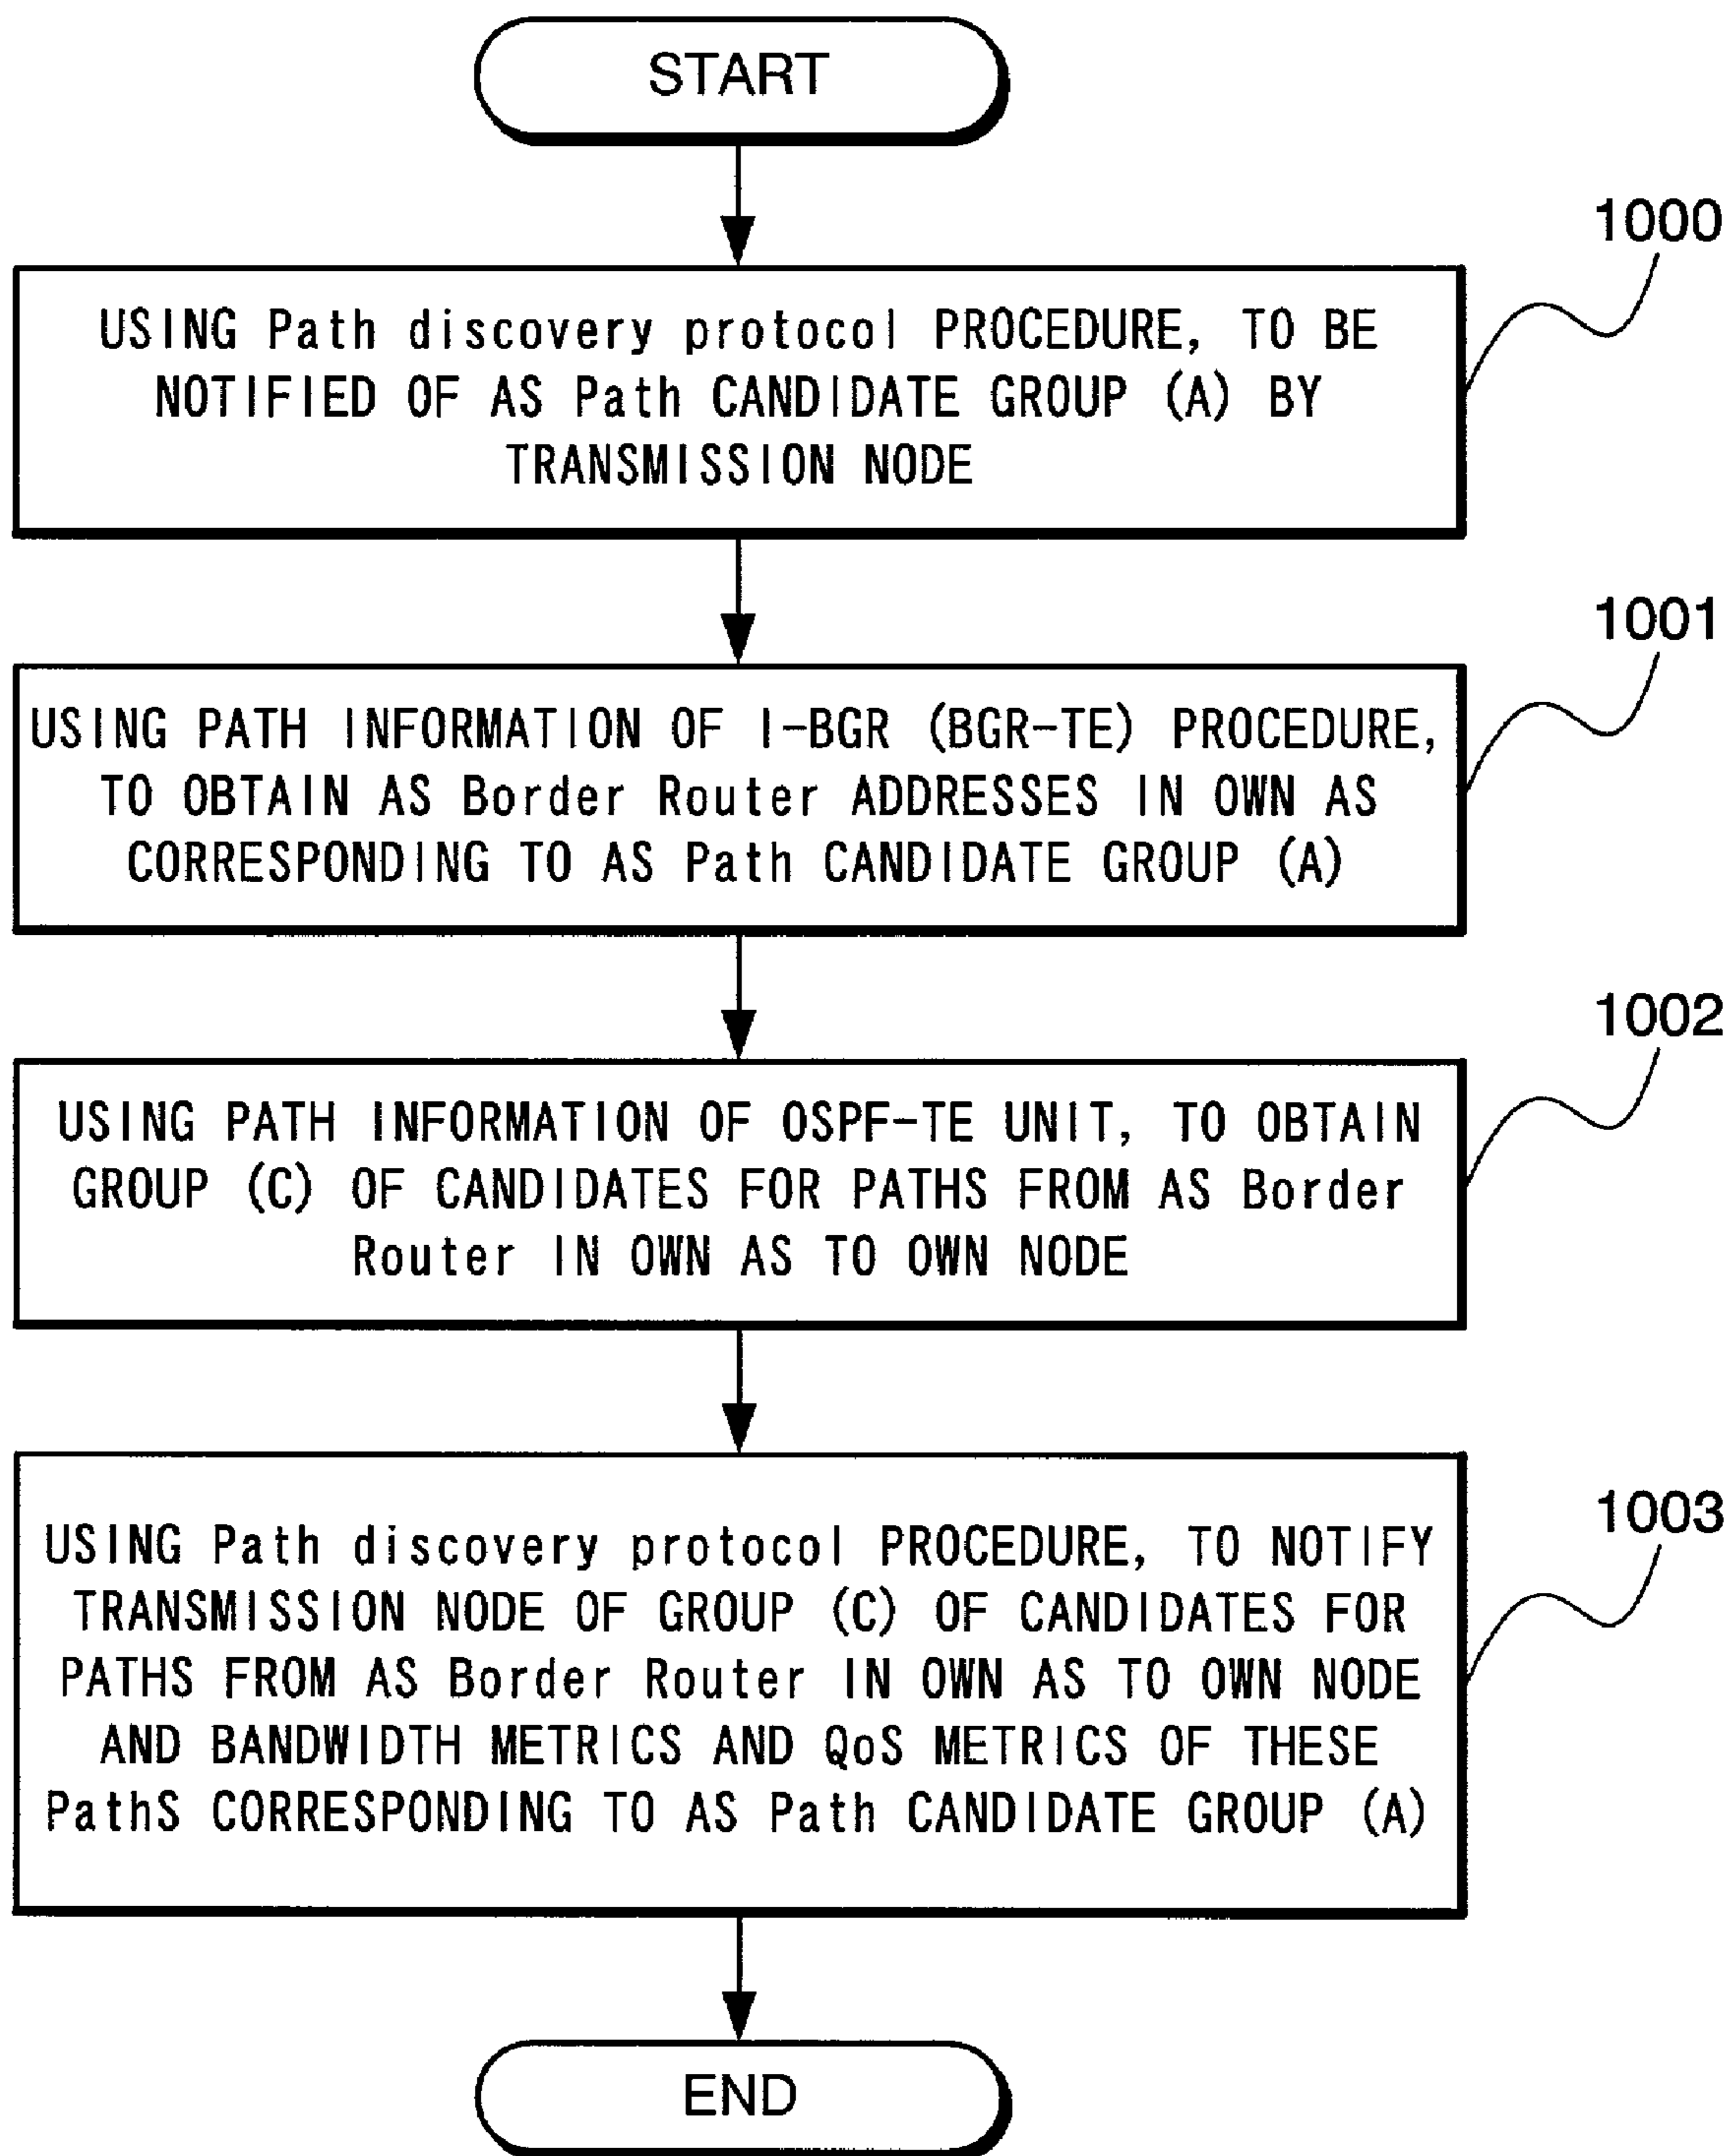 START
1000
USING Path discovery protocol PROCEDURE, TO BE
NOTIFIED OF AS Path CANDIDATE GROUP (A) BY
TRANSMISSION NODE
1001
USING PATH INFORMATION OF I-BGR (BGR-TE) PROCEDURE,
TO OBTAIN AS Border Router ADDRESSES IN OWN AS
CORRESPONDING TO AS Path CANDIDATE GROUP (A)
1002
USING PATH INFORMATION OF OSPF-TE UNIT, TO OBTAIN
GROUP (C) OF CANDIDATES FOR PATHS FROM AS Border
Router IN OWN AS TO OWN NODE
1003
USING Path discovery protocol PROCEDURE, TO NOTIFY
TRANSMISSION NODE OF GROUP (C) OF CANDIDATES FOR
PATHS FROM AS Border Router IN OWN AS TO OWN NODE
AND BANDWIDTH METRICS AND QoS METRICS OF THESE
PathS CORRESPONDING TO AS Path CANDIDATE GROUP (A)
END